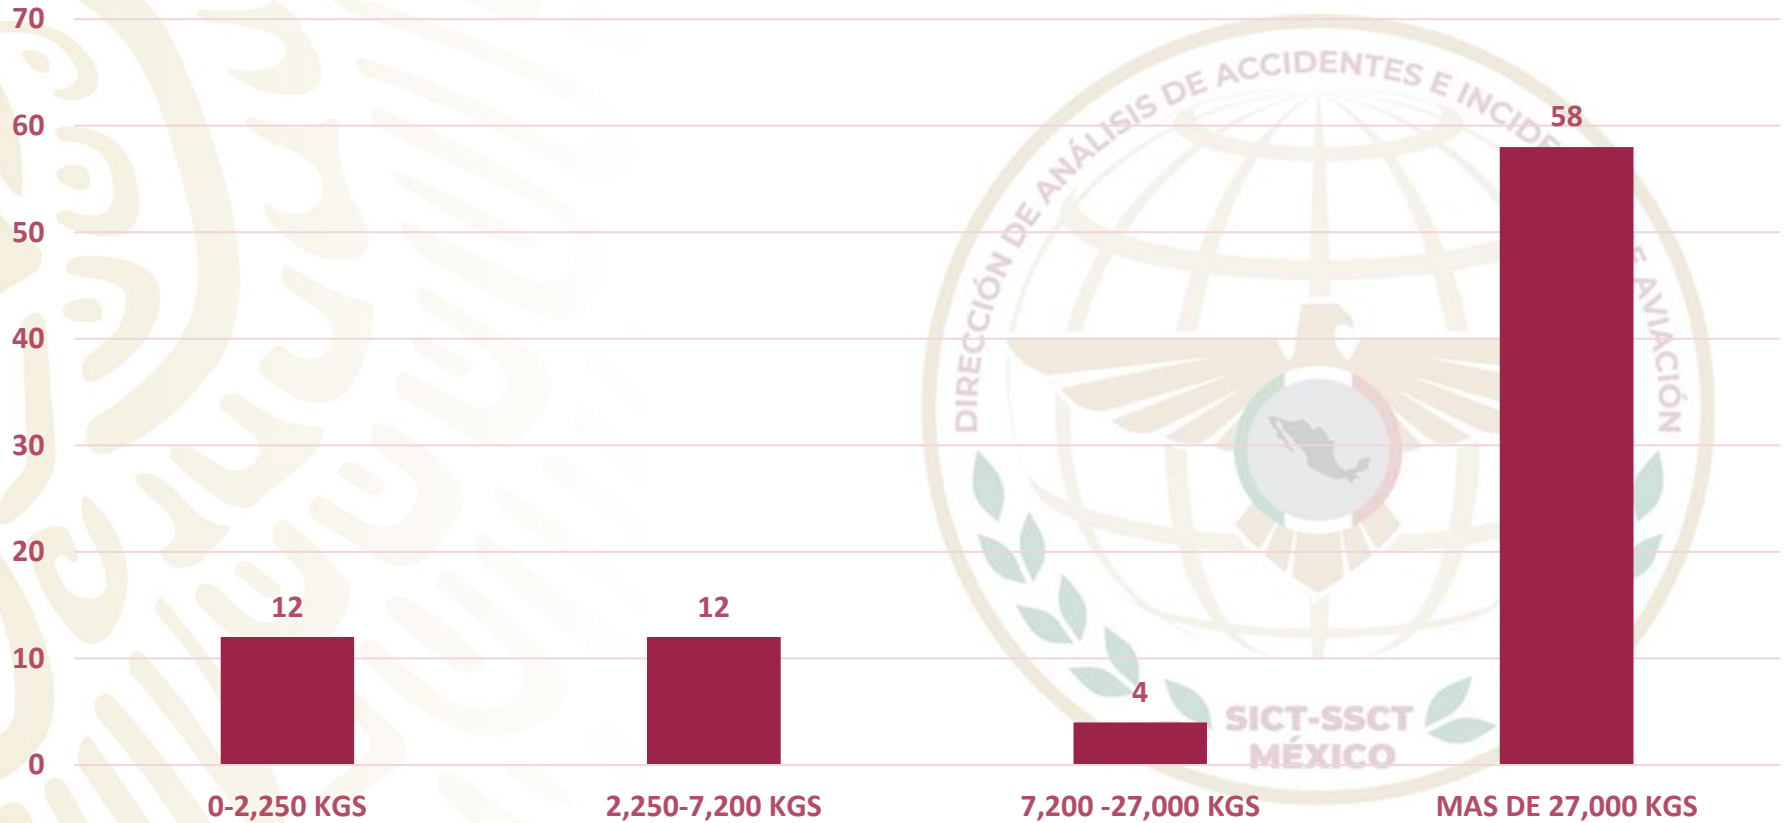 70
60
50
40
30
20
10
0
12
12
4
58
0-2,250 KGS
2,250-7,200 KGS
7,200 -27,000 KGS
MAS DE 27,000 KGS
DIRECCIÓN DE ANÁLISIS DE ACCIDENTES E AVIACIÓN
SICT-SSCT
MÉXICO